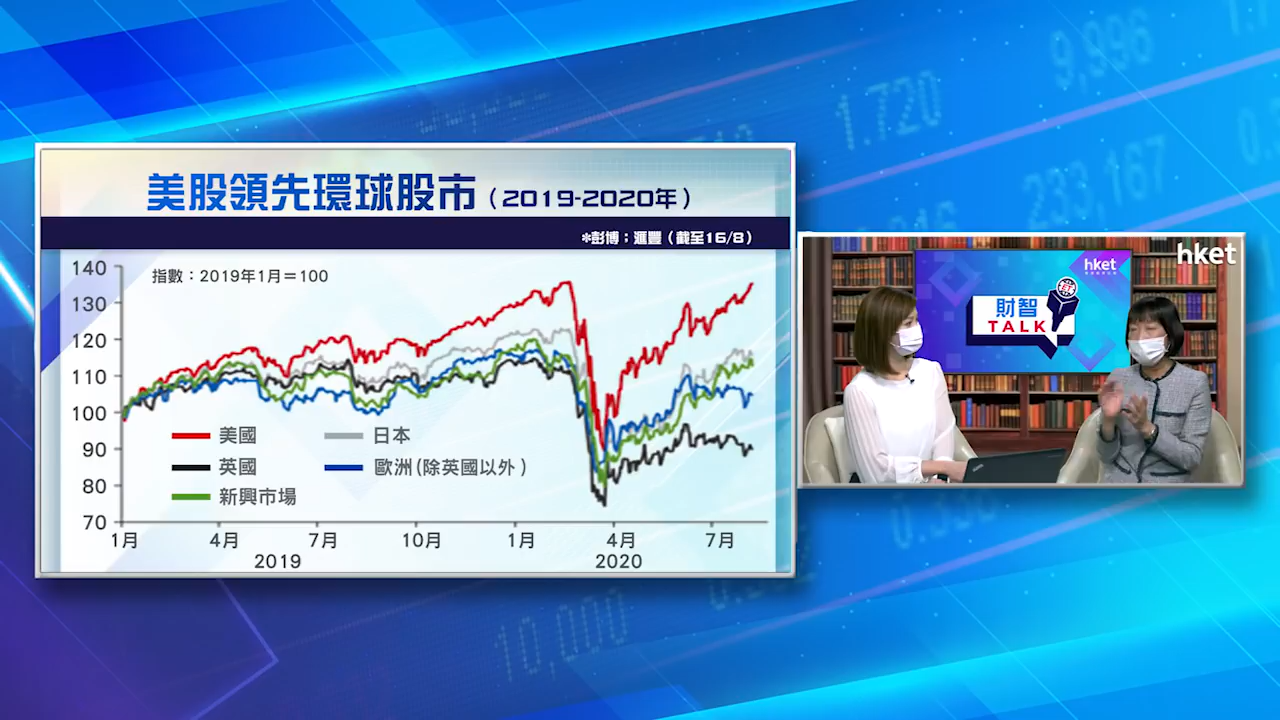 美股領先環球股市（2019-2020年）
*彭博；滙豐（截至16/8）
指數：2019年1月＝100
140
130
120
110
100
90
80
70
美國
日本
英國
歐洲（除英國以外）
新興市場
1月 4月 7月 10月 1月 4月 7月
2019 2020
hket
hket
財智
TALK
9,996
1.720
233,167
10,000